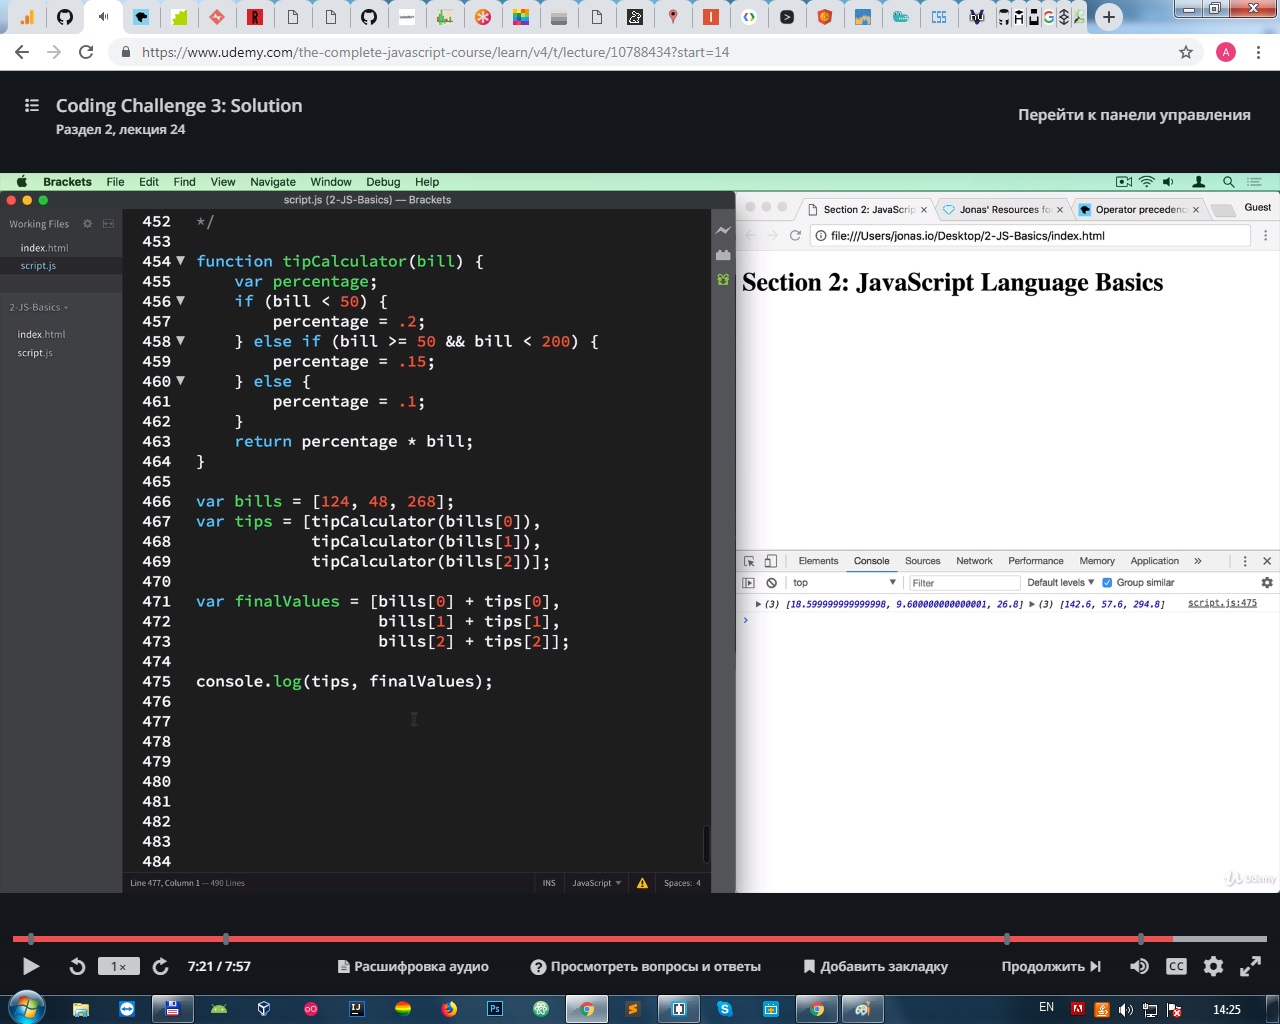 https://www.udemy.com/the-complete-javascript-course/learn/v4/t/lecture/10788434?start=14
A
Coding Challenge 3: Solution
Раздел 2, лекция 24
Перейти к панели управления
Brackets File Edit Find View Navigate Window Debug Help
script.js (2-JS-Basics) — Brackets
Working Files
index.html
script.js
2-JS-Basics
index.html
script.js
452 */
453
454 function tipCalculator(bill) {
455 var percentage;
456 if (bill < 50) {
457 percentage = .2;
458 } else if (bill >= 50 && bill < 200) {
459 percentage = .15;
460 } else {
461 percentage = .1;
462 }
463 return percentage * bill;
464 }
465
466 var bills = [124, 48, 268];
467 var tips = [tipCalculator(bills[0]),
468 tipCalculator(bills[1]),
469 tipCalculator(bills[2])];
470
471 var finalValues = [bills[0] + tips[0],
472 bills[1] + tips[1],
473 bills[2] + tips[2]];
474
475 console.log(tips, finalValues);
476
477
478
479
480
481
482
483
484
Line 477, Column 1 — 490 Lines
INS JavaScript Spaces: 4
Section 2: JavaScrip Jonas' Resources fo Operator precedenc Guest
file:///Users/jonas.io/Desktop/2-JS-Basics/index.html
Section 2: JavaScript Language Basics
Elements Console Sources Network Performance Memory Application »
top Filter Default levels Group similar
(3) [18.599999999999998, 9.600000000000001, 26.8] (3) [142.6, 57.6, 294.8] script.js:475
Udemy
1x 7:21 / 7:57 Расшифровка аудио Просмотреть вопросы и ответы Добавить закладку Продолжить CC
EN 14:25